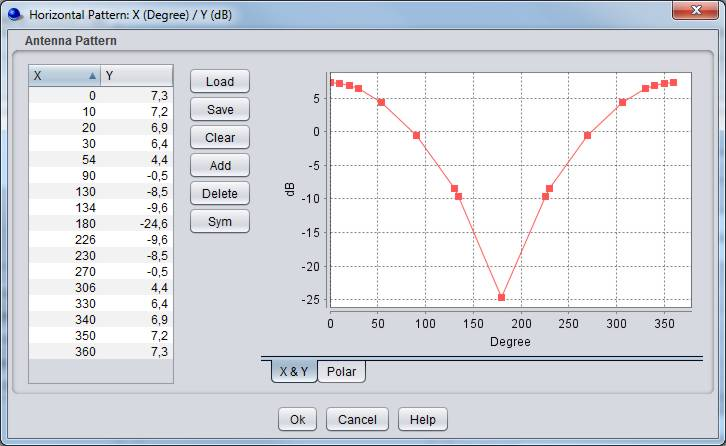 Horizontal Pattern: X (Degree) / Y (dB)
Antenna Pattern
X Y
0 7,3
10 7,2
20 6,9
30 6,4
54 4,4
90 -0,5
130 -8,5
134 -9,6
180 -24,6
226 -9,6
230 -8,5
270 -0,5
306 4,4
330 6,4
340 6,9
350 7,2
360 7,3
Load
Save
Clear
Add
Delete
Sym
dB
5
0
-5
-10
-15
-20
-25
0 50 100 150 200 250 300 350
Degree
X & Y Polar
Ok Cancel Help